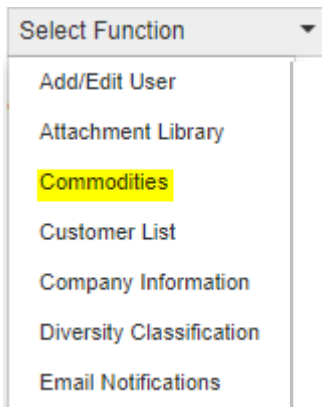 Select Function
Add/Edit User
Attachment Library
Commodities
Customer List
Company Information
Diversity Classification
Email Notifications